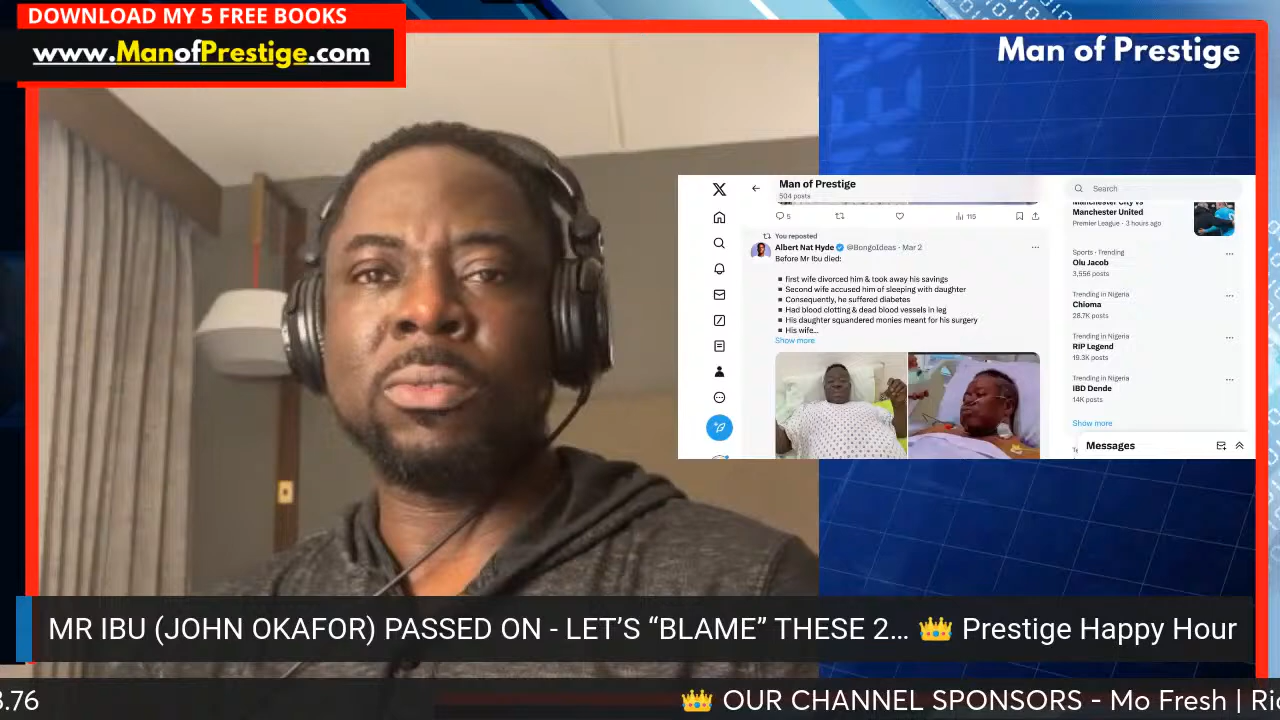 DOWNLOAD MY 5 FREE BOOKS
www.ManofPrestige.com
Man of Prestige
Man of Prestige
504 posts
5
115
You reposted
Albert Nat Hyde @BongoIdeas · Mar 2
Before Mr Ibu died:
■ First wife divorced him & took away his savings
■ Second wife accused him of sleeping with daughter
■ Consequently, he suffered diabetes
■ Had blood clotting & dead blood vessels in leg
■ His daughter squandered monies meant for his surgery
■ His wife...
Show more
Search
Manchester City vs
Manchester United
Premier League · 3 hours ago
Sports · Trending
Olu Jacob
3,556 posts
Trending in Nigeria
Chioma
28.7K posts
Trending in Nigeria
RIP Legend
19.3K posts
Trending in Nigeria
IBD Dende
14K posts
Show more
Messages
MR IBU (JOHN OKAFOR) PASSED ON - LET’S “BLAME” THESE 2... 👑 Prestige Happy Hour
3.76
👑 OUR CHANNEL SPONSORS - Mo Fresh | Ric